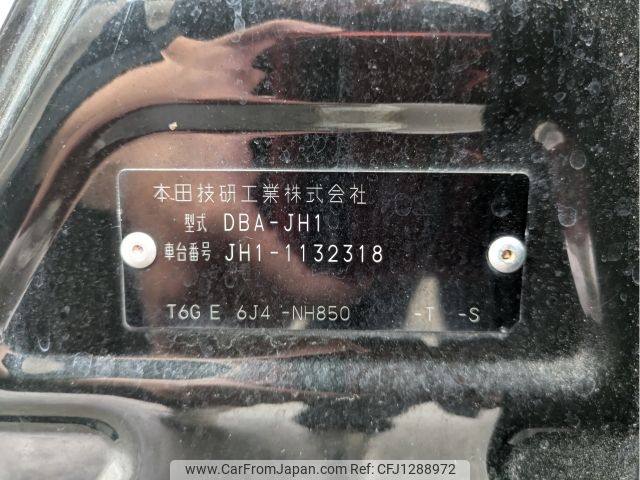 本田技研工業株式会社
型式 DBA-JH1
車台番号 JH1-1132318
T6G E 6J4 -NH850 -T -S
www.CarFromJapan.com Ref:CFJ1288972